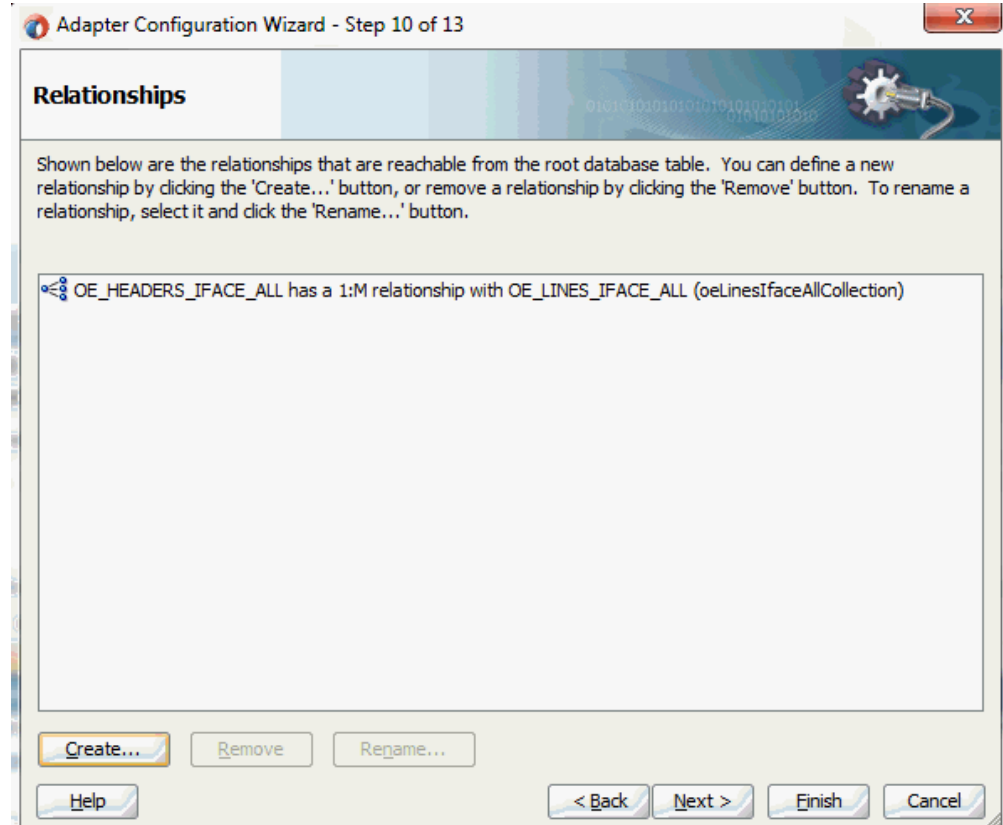 Adapter Configuration Wizard - Step 10 of 13
Relationships
Shown below are the relationships that are reachable from the root database table. You can define a new
relationship by clicking the 'Create...' button, or remove a relationship by clicking the 'Remove' button. To rename a
relationship, select it and click the 'Rename...' button.
OE_HEADERS_IFACE_ALL has a 1:M relationship with OE_LINES_IFACE_ALL (oeLinesIfaceAllCollection)
Create... Remove Rename...
Help < Back Next > Finish Cancel